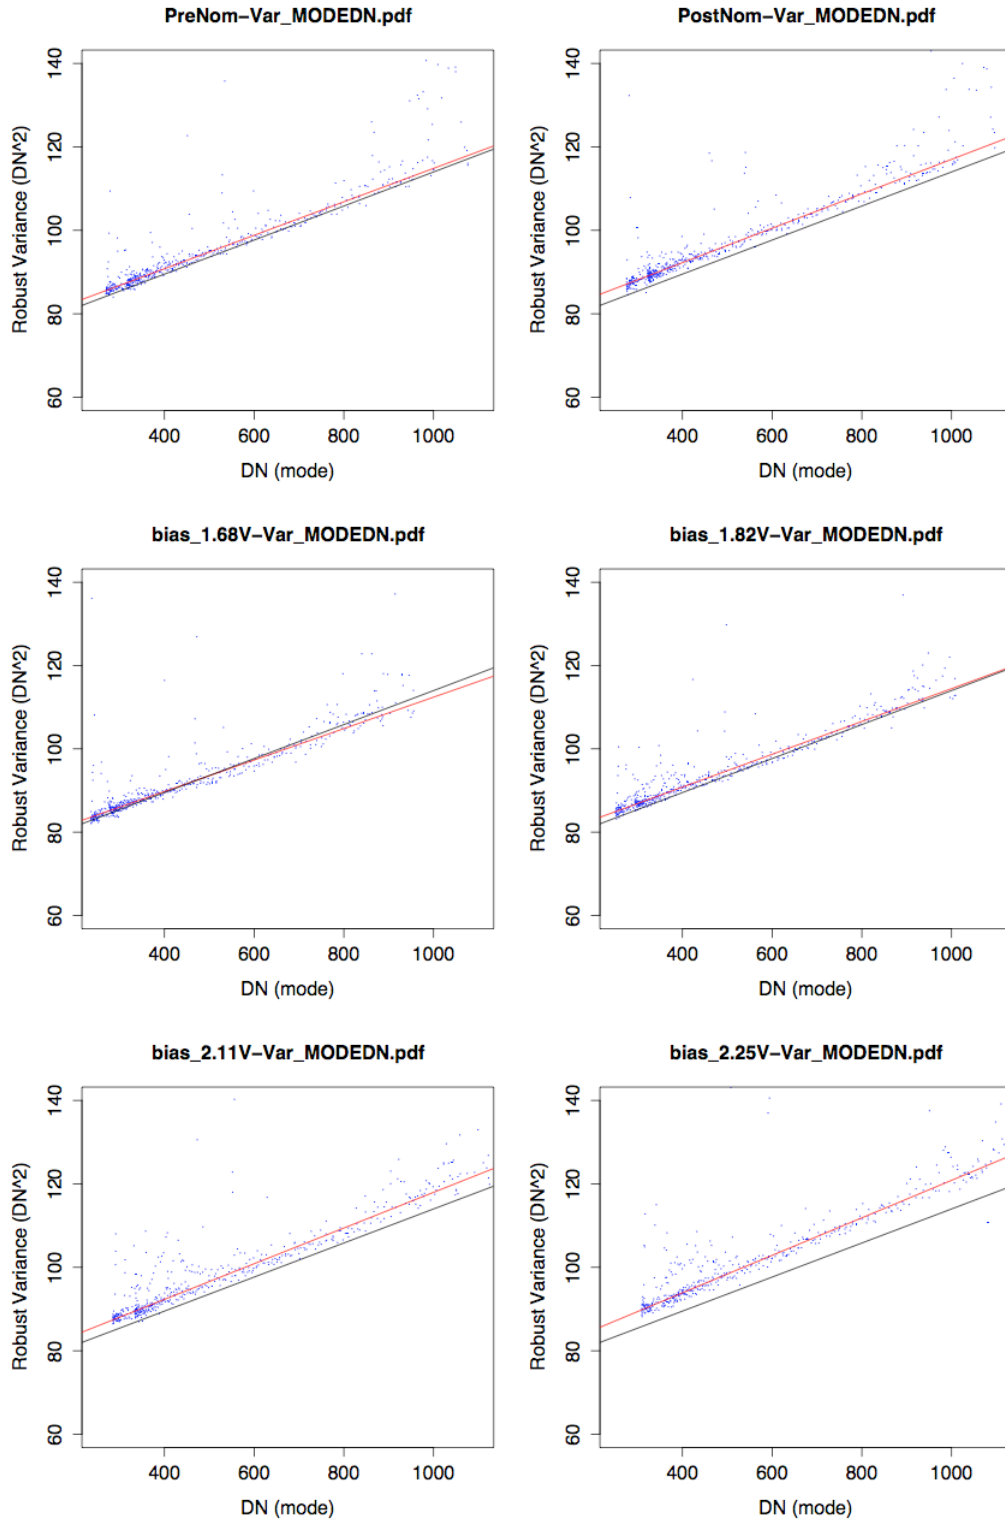 PreNom-Var_MODEDN.pdf
Robust Variance (DN^2)
140
120
100
80
60
400 600 800 1000
DN (mode)
PostNom-Var_MODEDN.pdf
Robust Variance (DN^2)
140
120
100
80
60
400 600 800 1000
DN (mode)
bias_1.68V-Var_MODEDN.pdf
Robust Variance (DN^2)
140
120
100
80
60
400 600 800 1000
DN (mode)
bias_1.82V-Var_MODEDN.pdf
Robust Variance (DN^2)
140
120
100
80
60
400 600 800 1000
DN (mode)
bias_2.11V-Var_MODEDN.pdf
Robust Variance (DN^2)
140
120
100
80
60
400 600 800 1000
DN (mode)
bias_2.25V-Var_MODEDN.pdf
Robust Variance (DN^2)
140
120
100
80
60
400 600 800 1000
DN (mode)